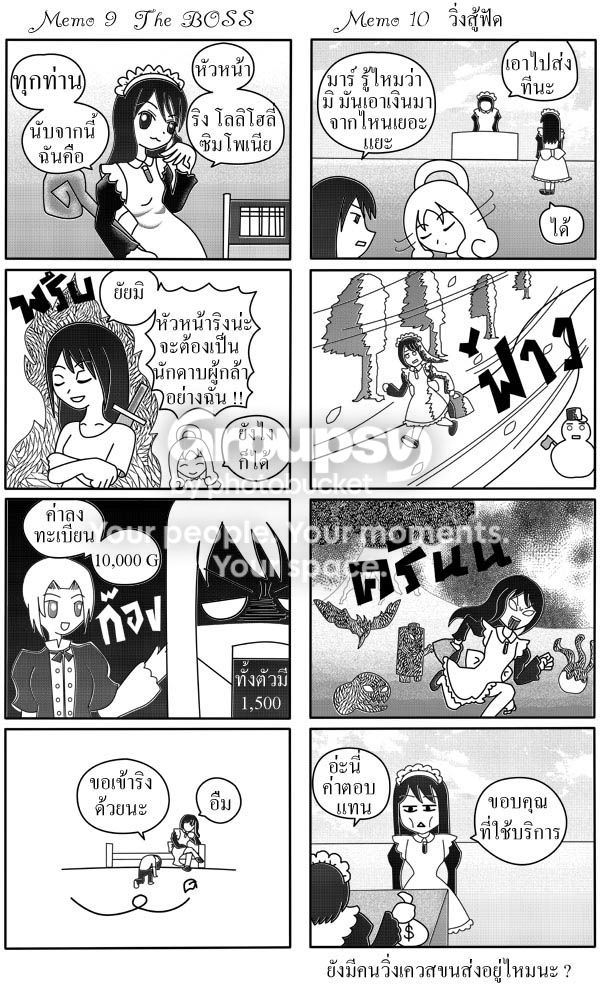 Memo 9 The BOSS
ทุกท่าน
นับจากนี้
ฉันคือ
หัวหน้า
ริง โลลิโฮลี
ซิมโพเนีย
พรึบ
ยัยมิ
หัวหน้าริงน่ะ
จะต้องเป็น
นักดาบผู้กล้า
อย่างฉัน !!
ยังไง
ก็ได้
ค่าลง
ทะเบียน
10,000 G
ก๊อง
ทั้งตัวมี
1,500
ขอเข้าริง
ด้วยนะ
อืม
Memo 10 วิ่งสู้ฟัด
มาร์ รู้ไหมว่า
มิ มันเอาเงินมา
จากไหนเยอะ
แยะ
เอาไปส่ง
ทีนะ
ได้
ฟ้าว
ครืนน
อ่ะนี่
ค่าตอบ
แทน
ขอบคุณ
ที่ใช้บริการ
$
ยังมีคนวิ่งเควสขนส่งอยู่ไหมนะ ?
by photobucket
Your people. Your moments.
Your space.